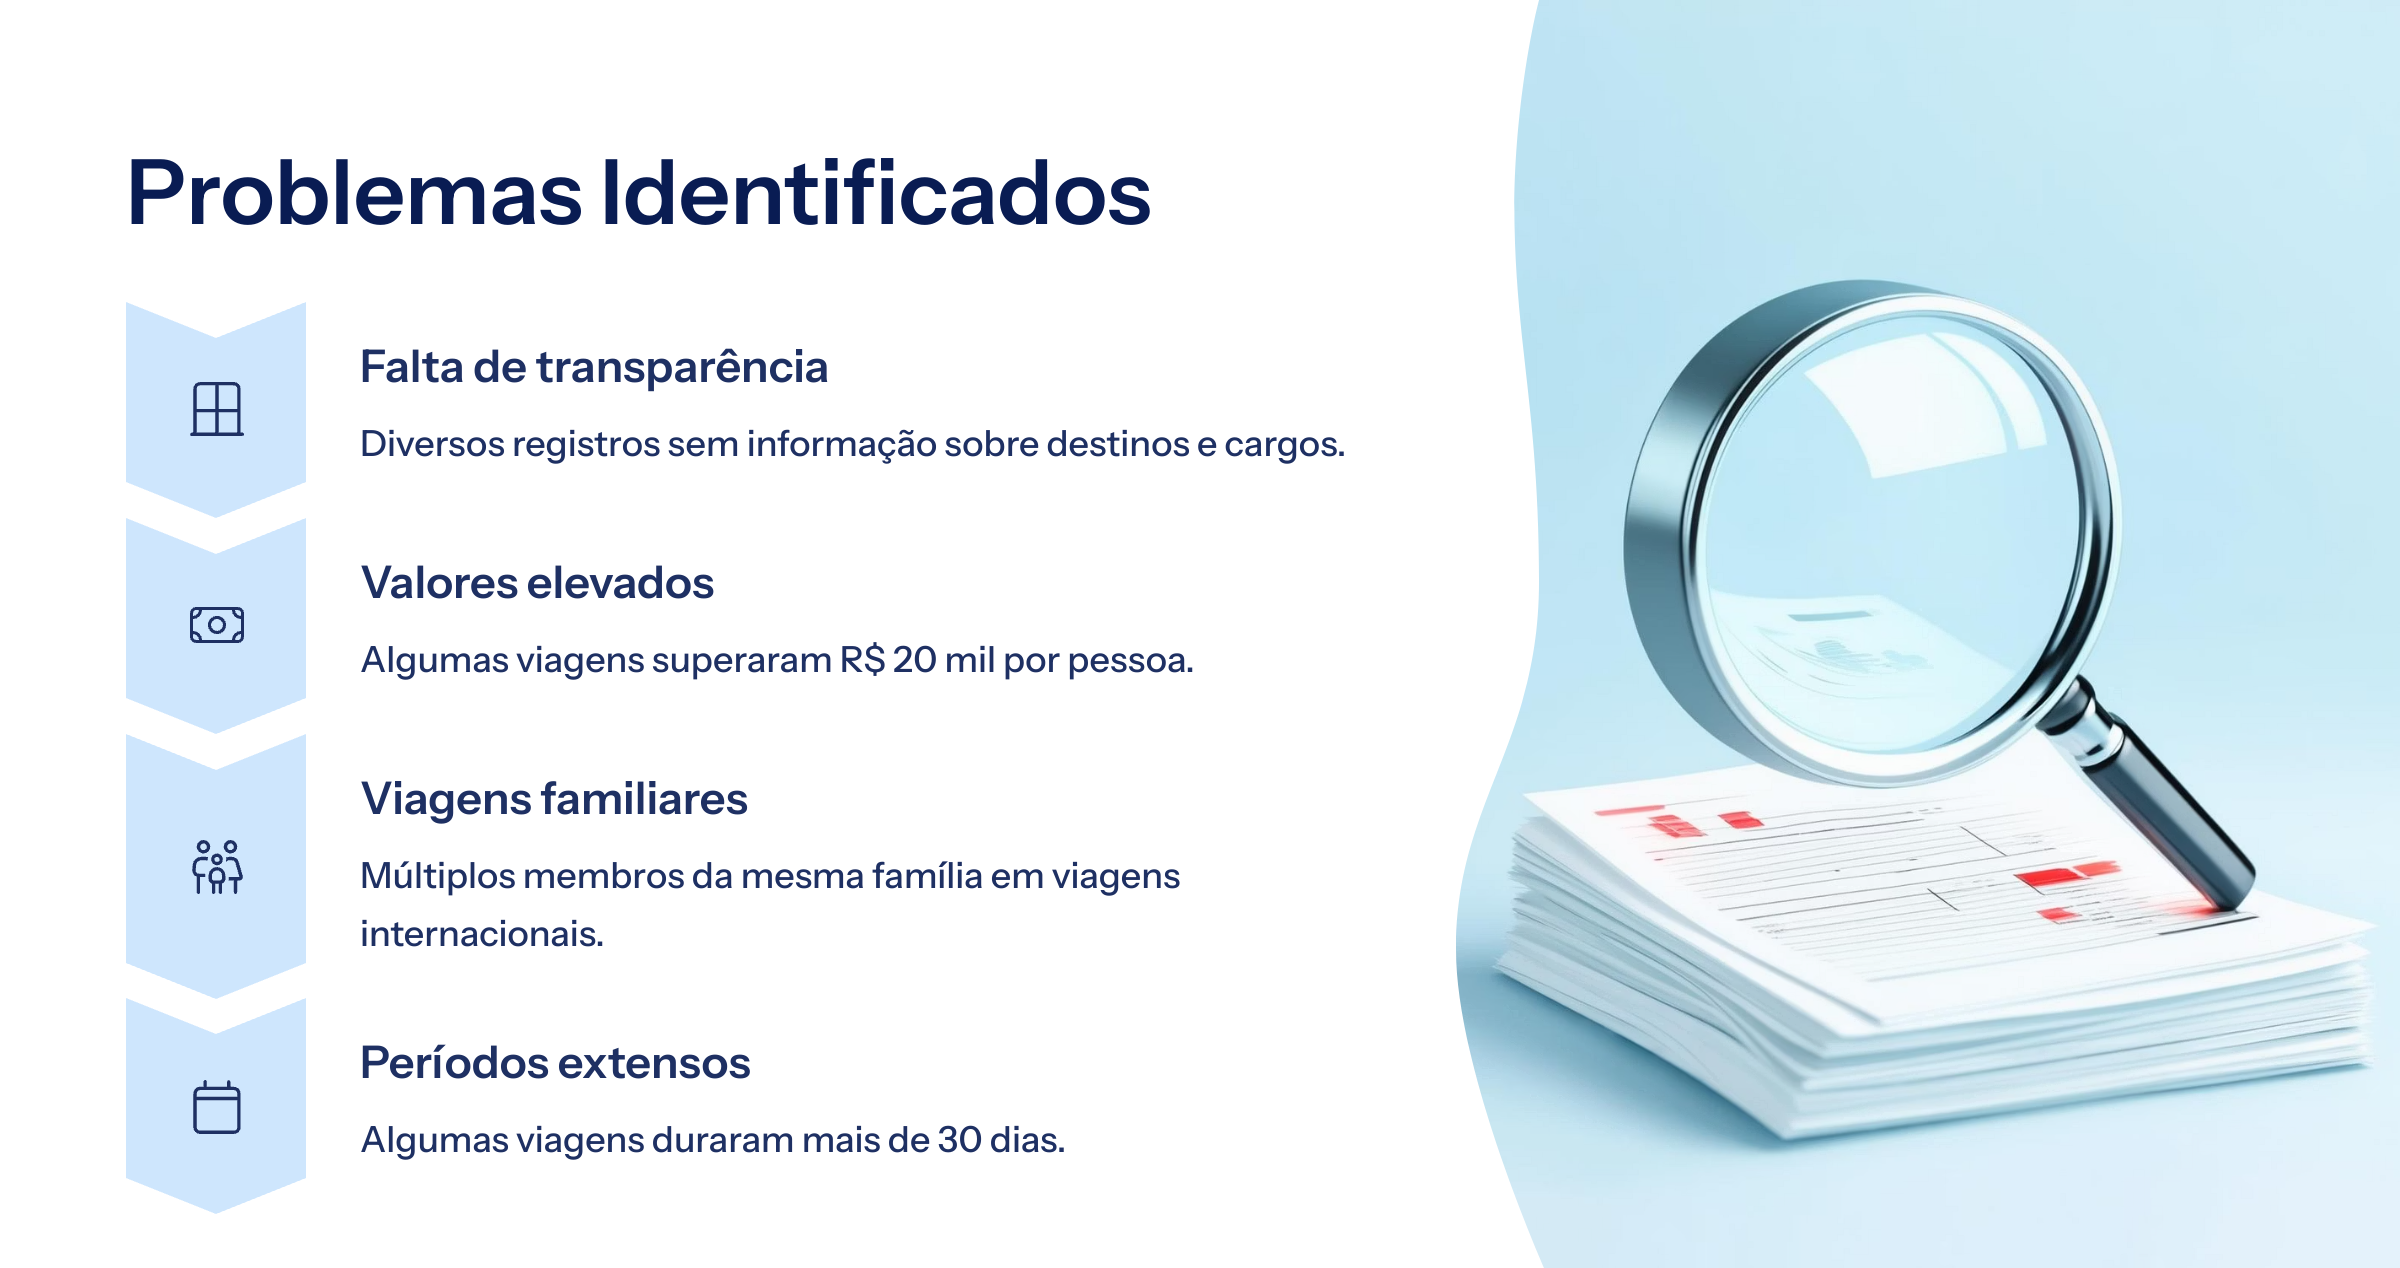 Problemas Identificados
Falta de transparência
Diversos registros sem informação sobre destinos e cargos.
Valores elevados
Algumas viagens superaram R$ 20 mil por pessoa.
Viagens familiares
Múltiplos membros da mesma família em viagens
internacionais.
Períodos extensos
Algumas viagens duraram mais de 30 dias.